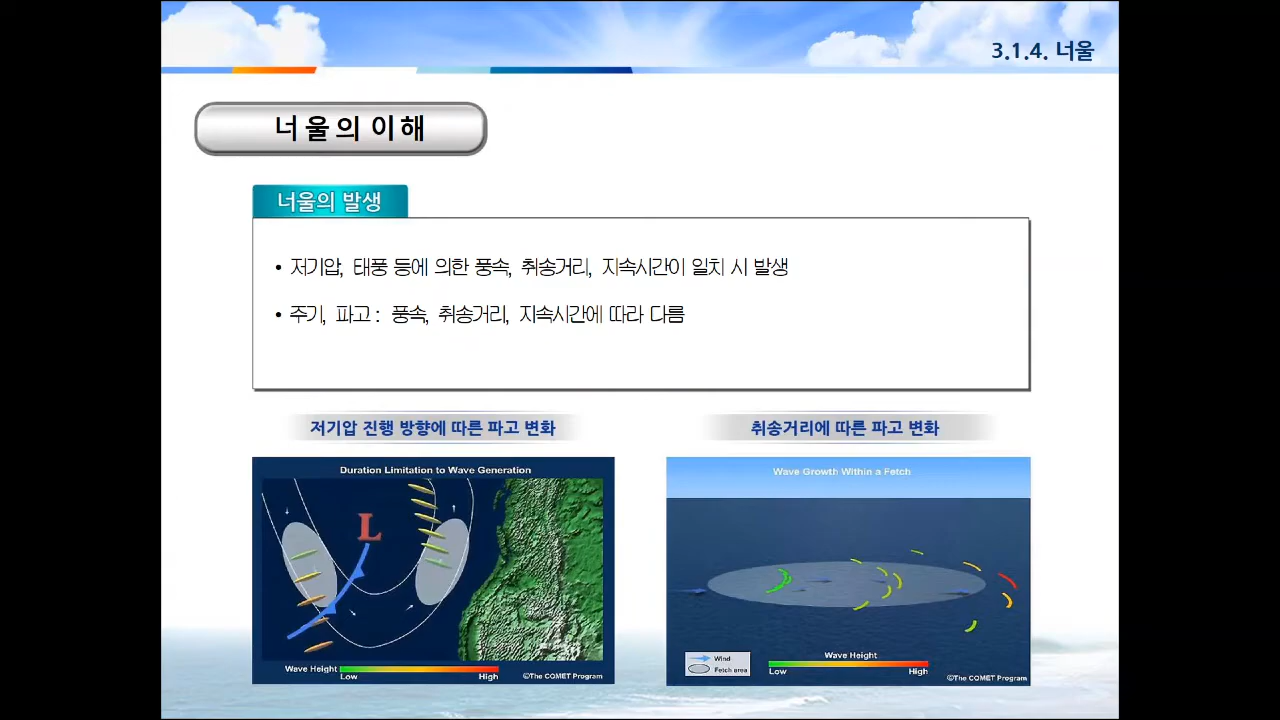 3.1.4. 너울
너울의 이해
너울의 발생
• 저기압, 태풍 등에 의한 풍속, 취송거리, 지속시간이 일치 시 발생
• 주기, 파고 : 풍속, 취송거리, 지속시간에 따라 다름
저기압 진행 방향에 따른 파고 변화
Duration Limitation to Wave Generation
L
Wave Height
Low
High
©The COMET Program
취송거리에 따른 파고 변화
Wave Growth Within a Fetch
Wind
Fetch area
Wave Height
Low
High
©The COMET Program